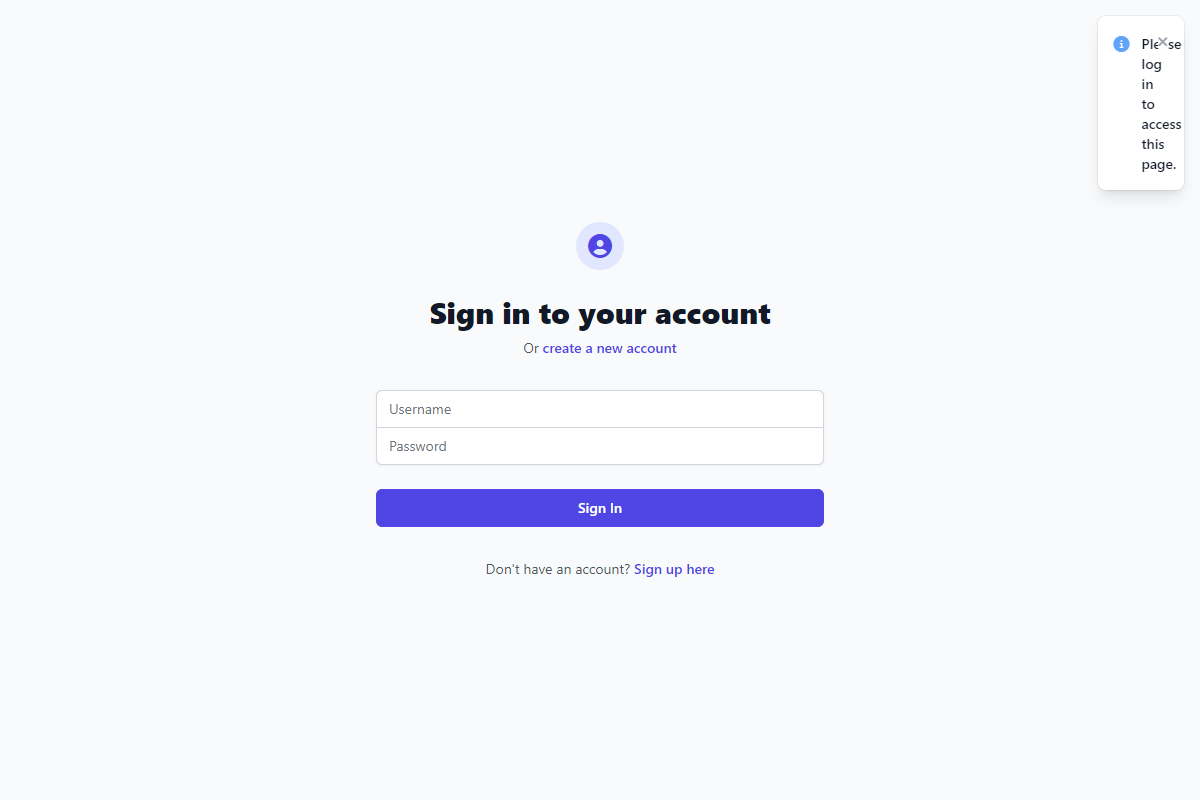 Please
log
in
to
access
this
page.
Sign in to your account
Or create a new account
Username
Password
Sign In
Don't have an account? Sign up here